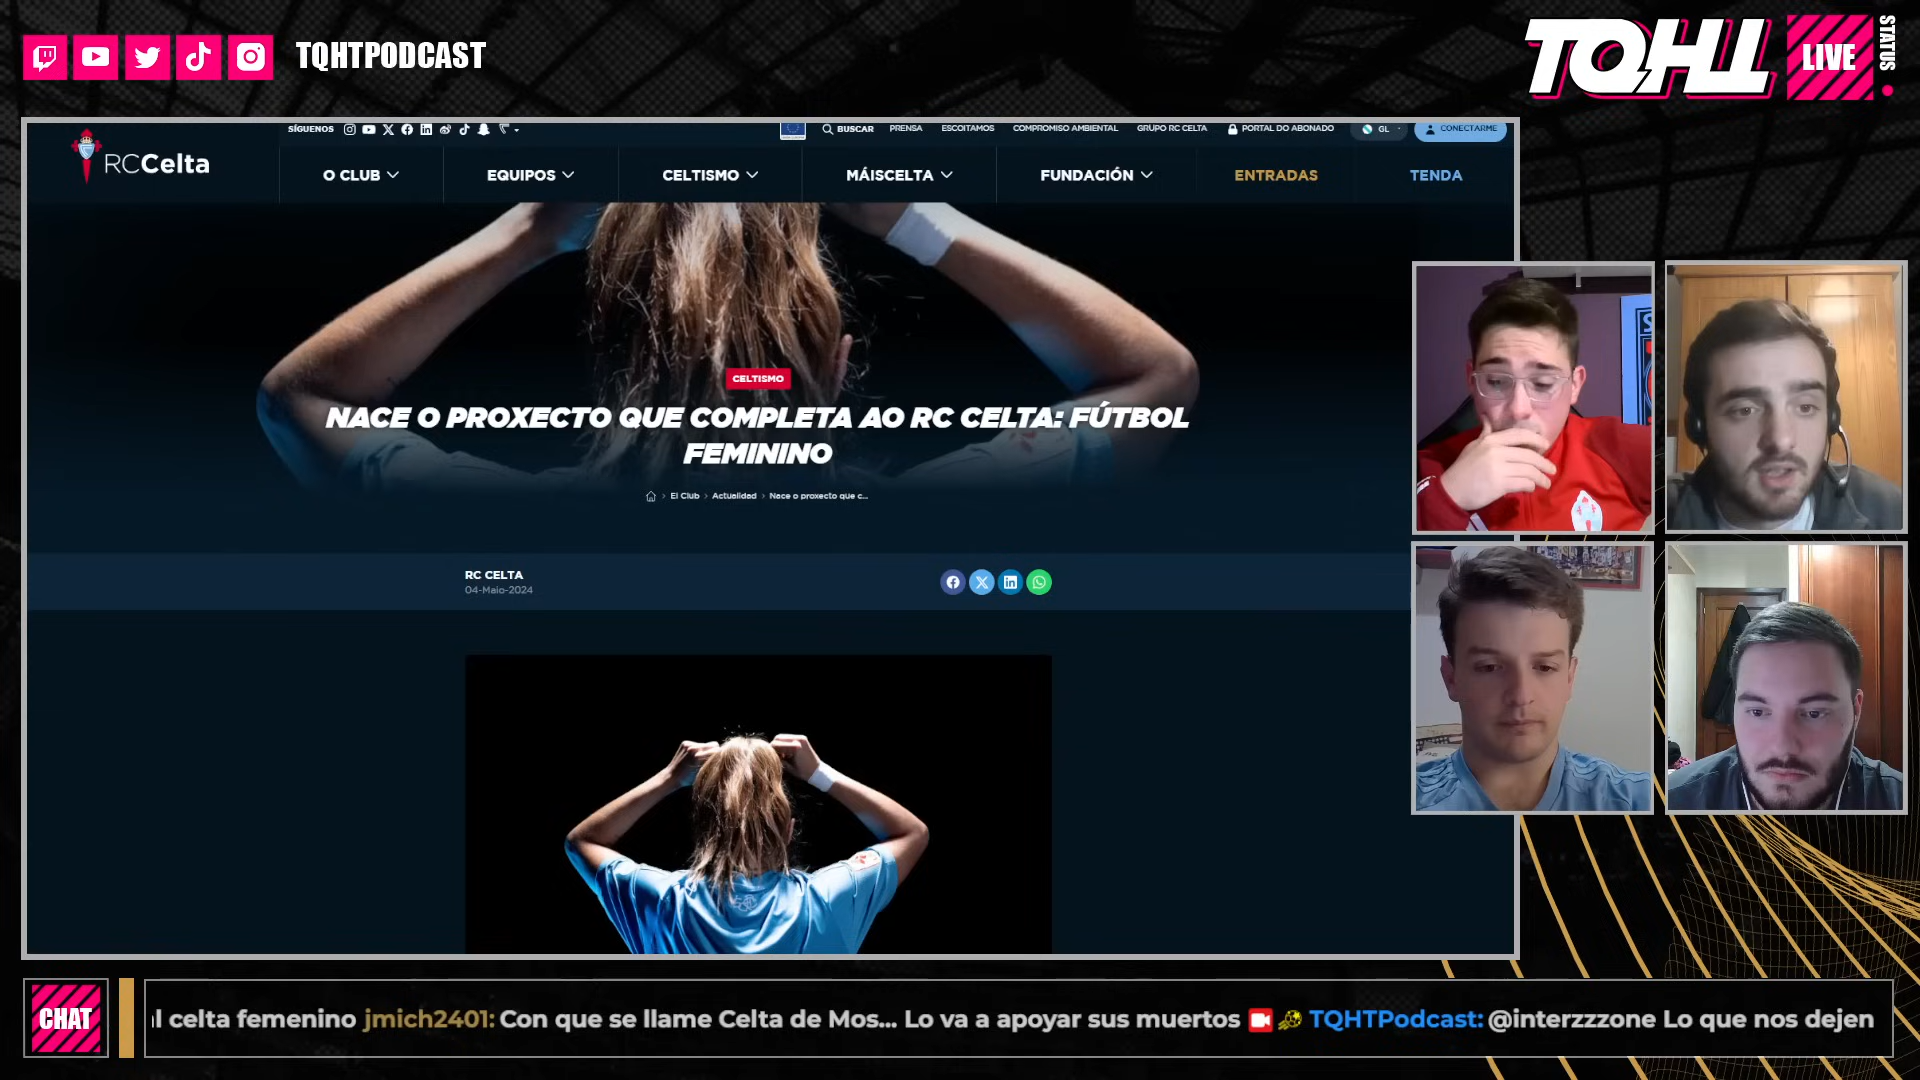 TQHTPODCAST
TQHT
LIVE
STATUS
SÍGUENOS
BUSCAR
PRENSA
ESCOITAMOS
COMPROMISO AMBIENTAL
GRUPO RC CELTA
PORTAL DO ABONADO
GL
CONECTARME
RCCelta
O CLUB
EQUIPOS
CELTISMO
MÁISCELTA
FUNDACIÓN
ENTRADAS
TENDA
CELTISMO
NACE O PROXECTO QUE COMPLETA AO RC CELTA: FÚTBOL
FEMININO
El Club > Actualidad > Nace o proxecto que c...
RC CELTA
04-Maio-2024
CHAT
l celta femenino jmich2401: Con que se llame Celta de Mos... Lo va a apoyar sus muertos TQHTPodcast: @interzzzone Lo que nos dejen